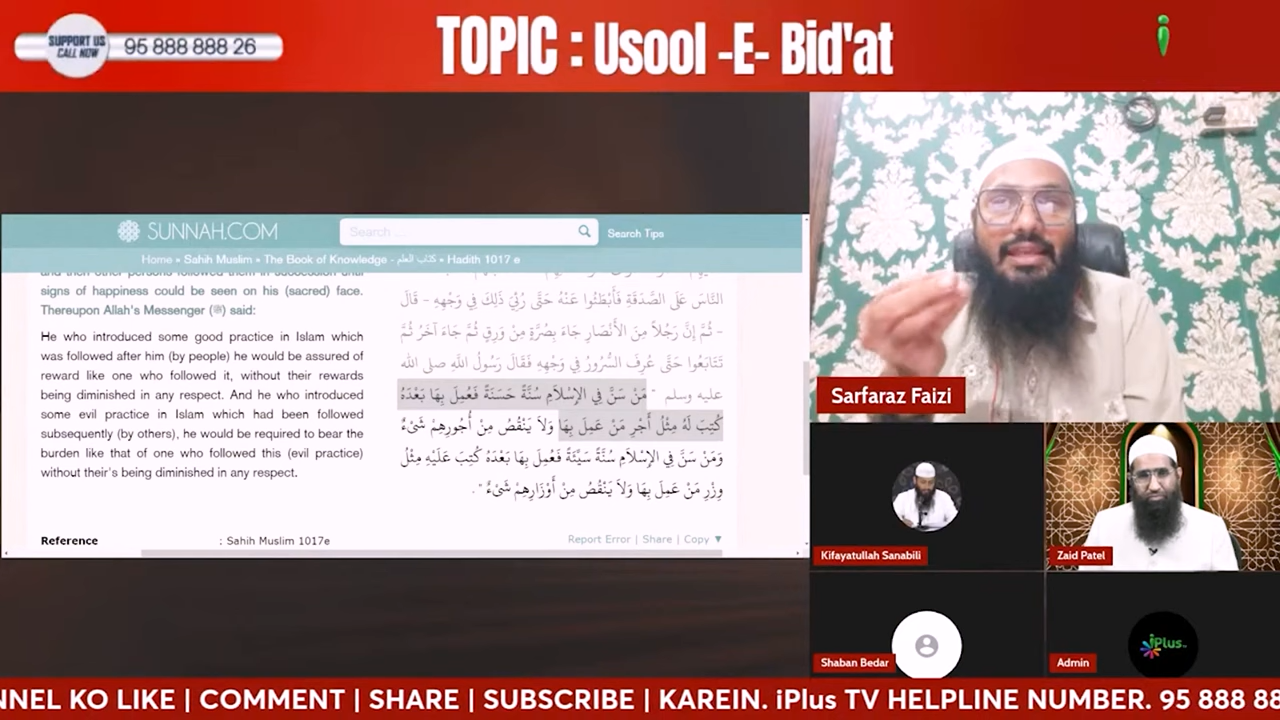 SUPPORT US
CALL NOW
95 888 888 26
TOPIC : Usool -E- Bid'at
SUNNAH.COM
Search ...
Search Tips
Home » Sahih Muslim » The Book of Knowledge - كتاب العلم » Hadith 1017 e
and then other persons followed them in succession until
signs of happiness could be seen on his (sacred) face.
Thereupon Allah's Messenger (ﷺ) said:
He who introduced some good practice in Islam which
was followed after him (by people) he would be assured of
reward like one who followed it, without their rewards
being diminished in any respect. And he who introduced
some evil practice in Islam which had been followed
subsequently (by others), he would be required to bear the
burden like that of one who followed this (evil practice)
without their's being diminished in any respect.
النَّاسَ عَلَى الصَّدَقَةِ فَأَبْطَئُوا عَنْهُ حَتَّى رُئِيَ ذَلِكَ فِي وَجْهِهِ - قَالَ
- ثُمَّ إِنَّ رَجُلاً مِنَ الأَنْصَارِ جَاءَ بِصُرَّةٍ مِنْ وَرِقٍ ثُمَّ جَاءَ آخَرُ ثُمَّ
تَتَابَعُوا حَتَّى عُرِفَ السُّرُورُ فِي وَجْهِهِ فَقَالَ رَسُولُ اللَّهِ صلى الله
عليه وسلم " مَنْ سَنَّ فِي الإِسْلاَمِ سُنَّةً حَسَنَةً فَعُمِلَ بِهَا بَعْدَهُ
كُتِبَ لَهُ مِثْلُ أَجْرِ مَنْ عَمِلَ بِهَا وَلاَ يَنْقُصُ مِنْ أُجُورِهِمْ شَىْءٌ
وَمَنْ سَنَّ فِي الإِسْلاَمِ سُنَّةً سَيِّئَةً فَعُمِلَ بِهَا بَعْدَهُ كُتِبَ عَلَيْهِ مِثْلُ
وِزْرِ مَنْ عَمِلَ بِهَا وَلاَ يَنْقُصُ مِنْ أَوْزَارِهِمْ شَىْءٌ " .
Reference : Sahih Muslim 1017e
Report Error | Share | Copy ▼
Sarfaraz Faizi
Kifayatullah Sanabili
Zaid Patel
Shaban Bedar
iPlus
Admin
NNEL KO LIKE | COMMENT | SHARE | SUBSCRIBE | KAREIN. iPlus TV HELPLINE NUMBER. 95 888 88